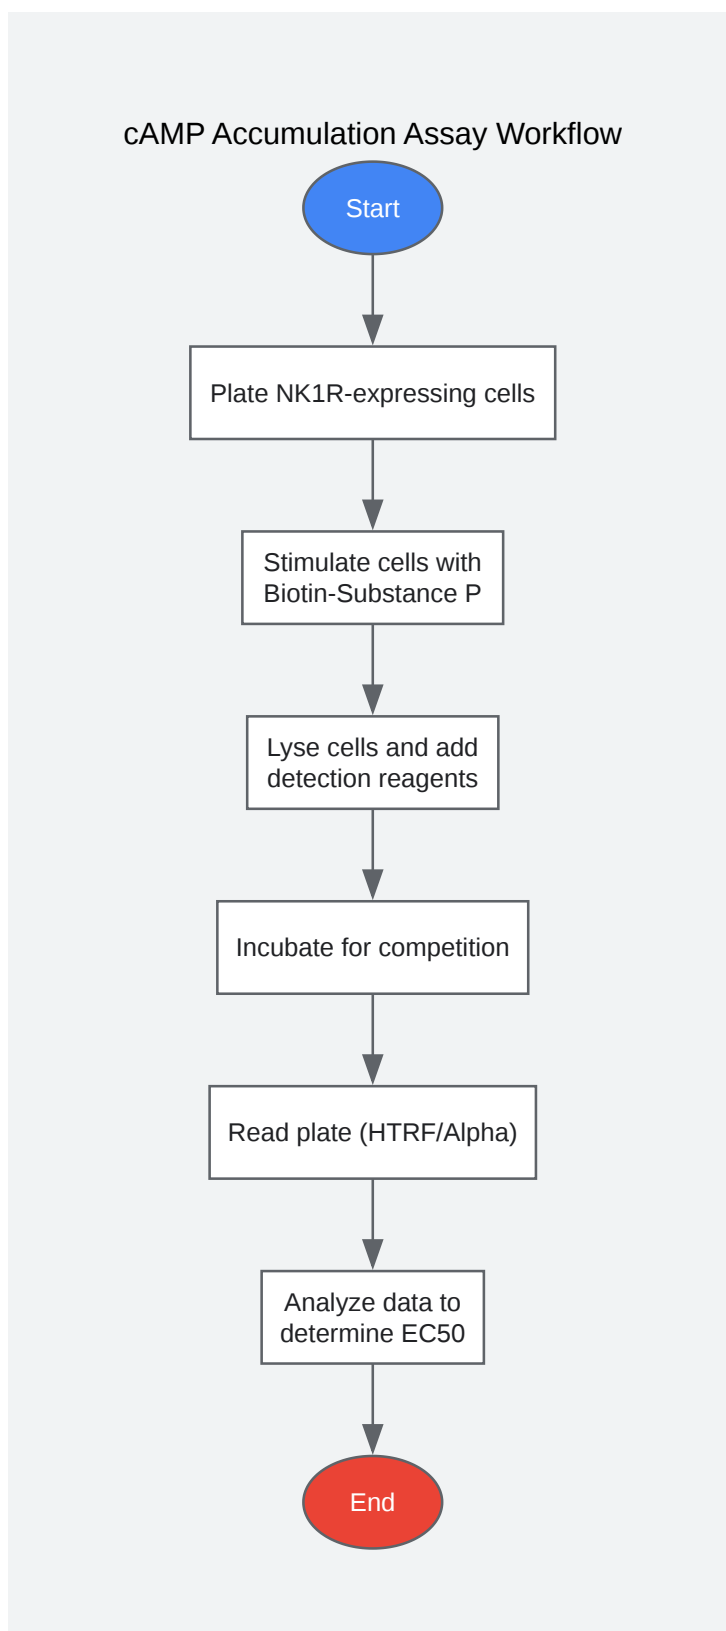 cAMP Accumulation Assay Workflow
Start
Plate NK1R-expressing cells
Stimulate cells with
Biotin-Substance P
Lyse cells and add
detection reagents
Incubate for competition
Read plate (HTRF/Alpha)
Analyze data to
determine EC50
End